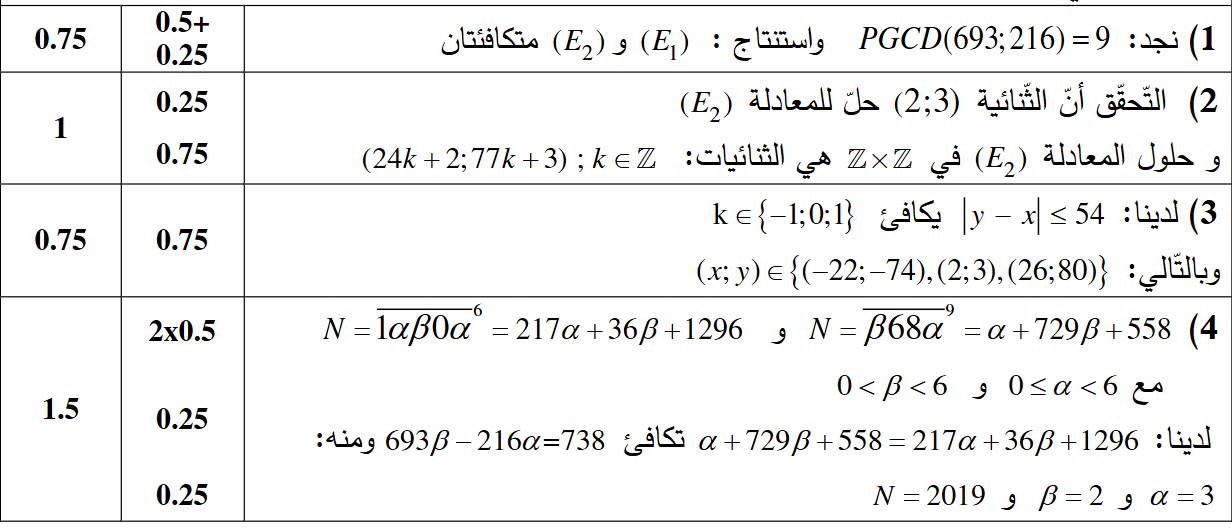 1) نجد: PGCD(693;216) = 9 واستنتاج : (E₁) و (E₂) متكافئتان
0.5+
0.25
0.75
2) التّحقّق أنّ الثّنائية (2;3) حلّ للمعادلة (E₂)
0.25
و حلول المعادلة (E₂) في ℤ×ℤ هي الثنائيات: (24k + 2;77k + 3) ; k ∈ ℤ
0.75
1
3) لدينا: |y − x| ≤ 54 يكافئ k ∈ {−1;0;1}
وبالتّالي: (x; y) ∈ {(−22;−74),(2;3),(26;80)}
0.75
0.75
4) N = \overline{β68α}⁹ = α + 729β + 558 و N = \overline{1αβ0α}⁶ = 217α + 36β + 1296
2x0.5
مع 0 ≤ α < 6 و 0 < β < 6
لدينا: α + 729β + 558 = 217α + 36β + 1296 تكافئ 693β − 216α=738 ومنه:
0.25
α = 3 و β = 2 و N = 2019
0.25
1.5